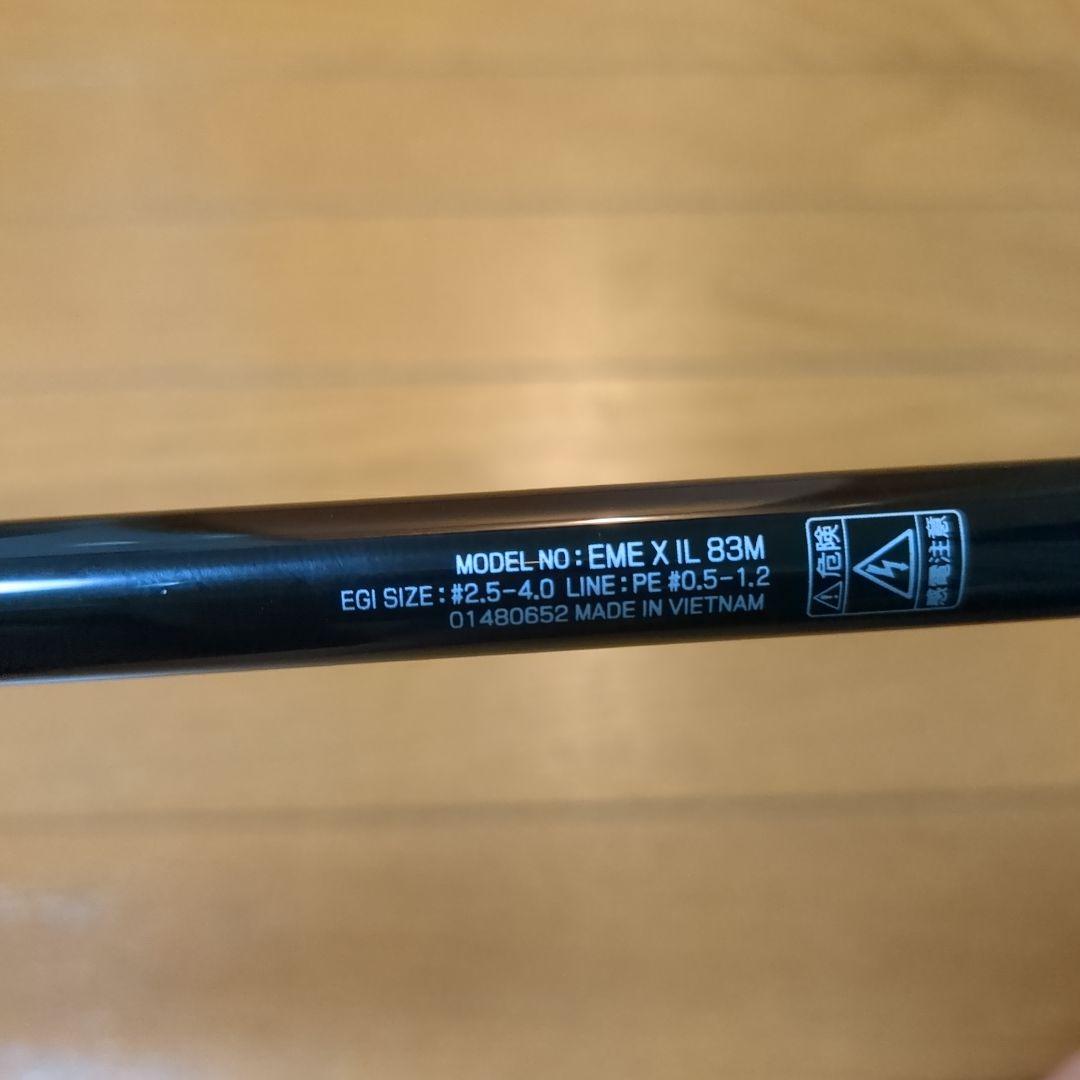 MODEL NO : EME X IL 83M
EGI SIZE : #2.5-4.0 LINE : PE #0.5-1.2
01480652 MADE IN VIETNAM
危険
感電注意